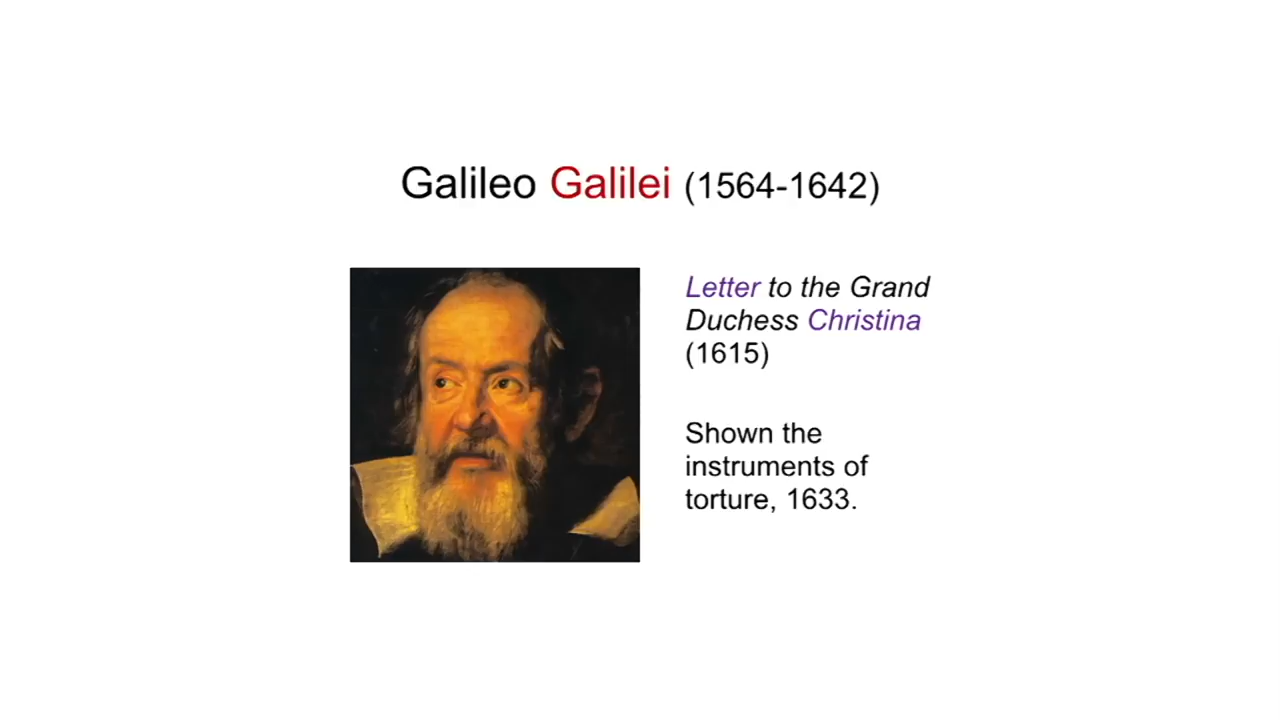 Galileo Galilei (1564-1642)
Letter to the Grand
Duchess Christina
(1615)
Shown the
instruments of
torture, 1633.